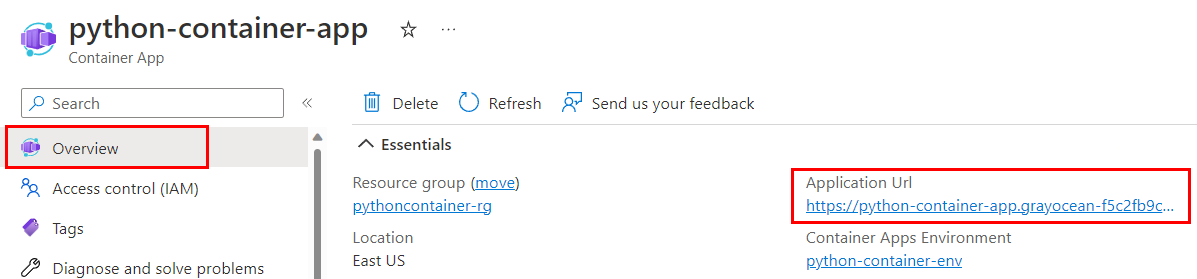 python-container-app
Container App
Search
Overview
Access control (IAM)
Tags
Diagnose and solve problems
Delete Refresh Send us your feedback
Essentials
Resource group (move)
pythoncontainer-rg
Location
East US
Application Url
https://python-container-app.grayocean-f5c2fb9c...
Container Apps Environment
python-container-env